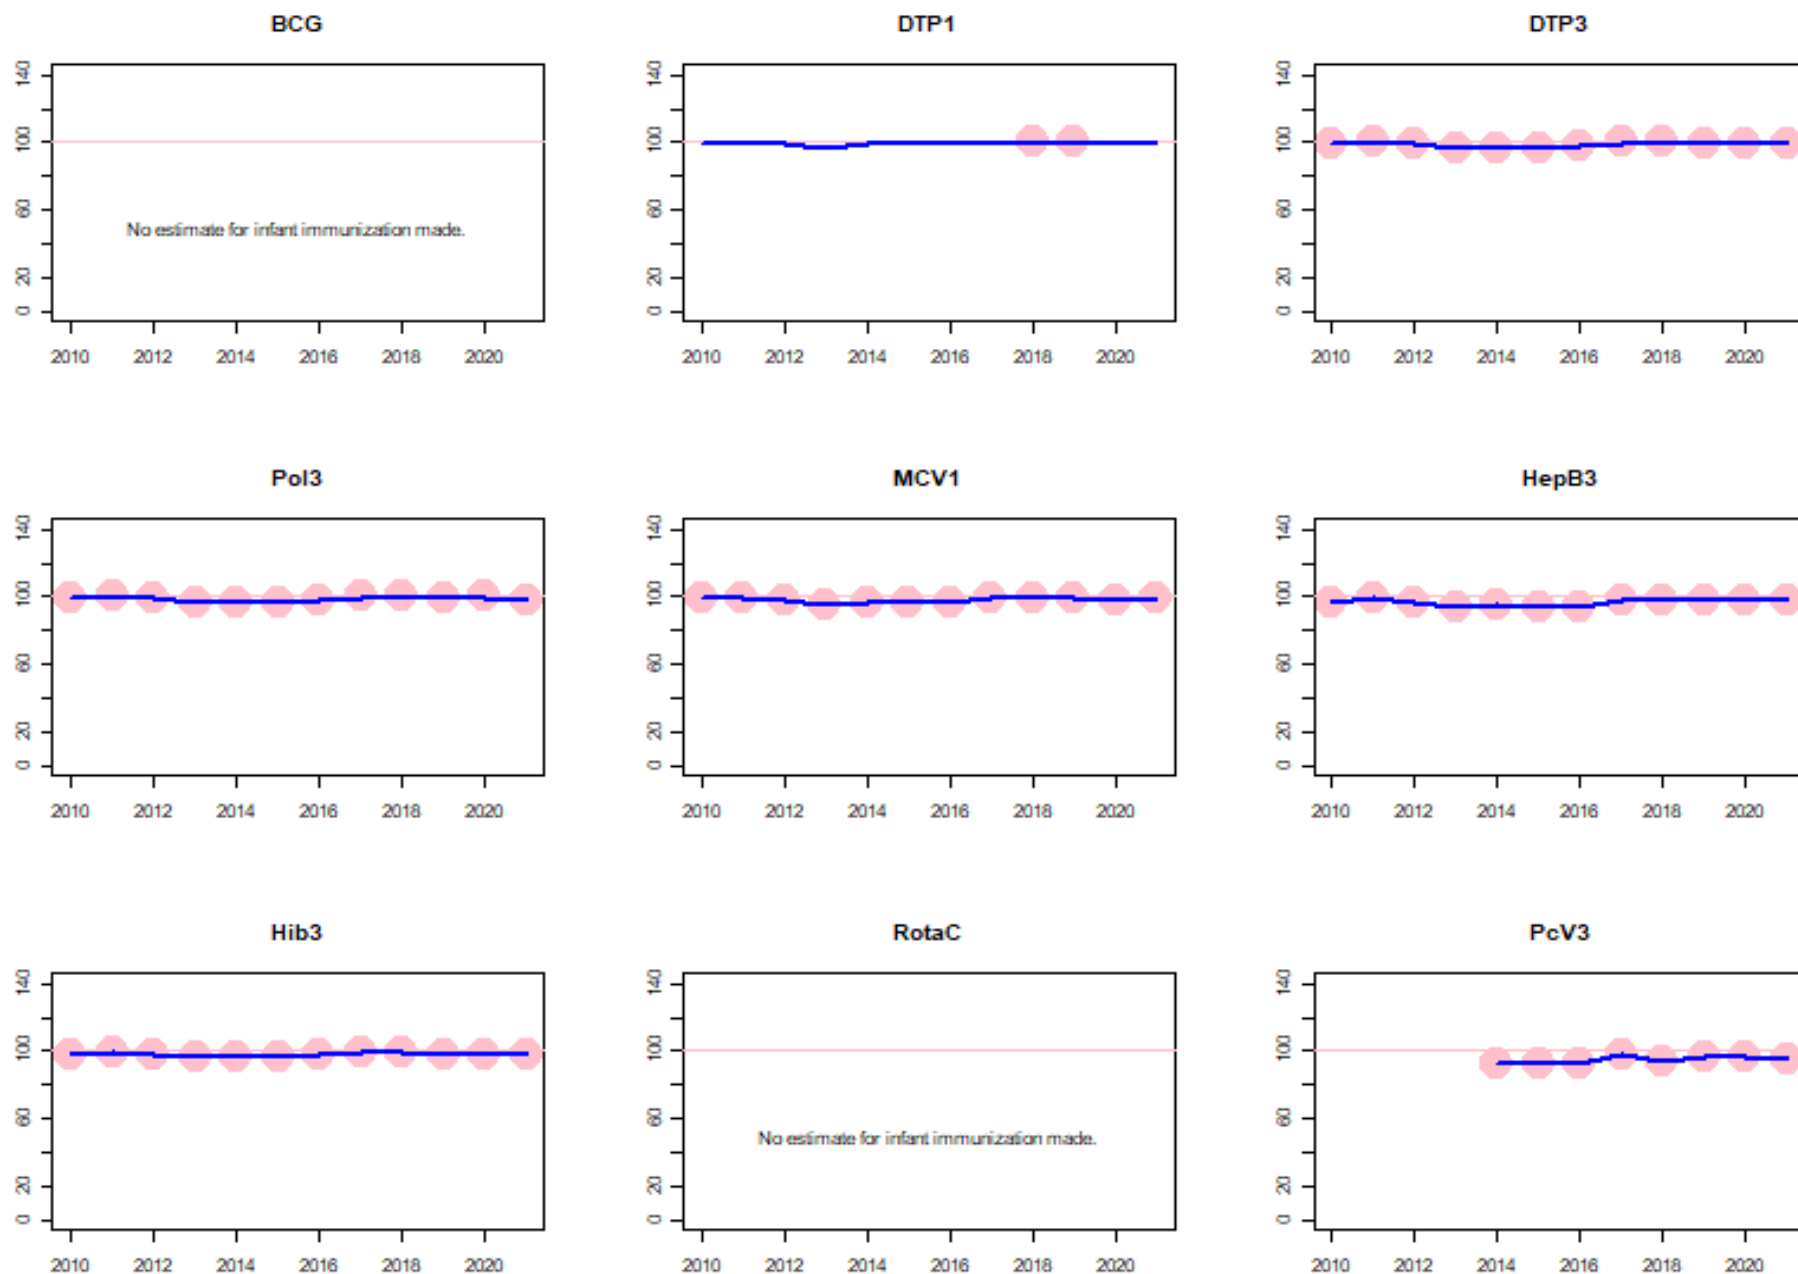 BCG DTP1 DTP3
140 140 140
100 100 100
60 60 60
No estimate for infant immunization made.
20 20 20
0 0 0
2010 2012 2014 2016 2018 2020 2010 2012 2014 2016 2018 2020 2010 2012 2014 2016 2018 2020
Pol3 MCV1 HepB3
140 140 140
100 100 100
60 60 60
20 20 20
0 0 0
2010 2012 2014 2016 2018 2020 2010 2012 2014 2016 2018 2020 2010 2012 2014 2016 2018 2020
Hib3 RotaC PcV3
140 140 140
100 100 100
60 60 60
No estimate for infant immunization made.
20 20 20
0 0 0
2010 2012 2014 2016 2018 2020 2010 2012 2014 2016 2018 2020 2010 2012 2014 2016 2018 2020